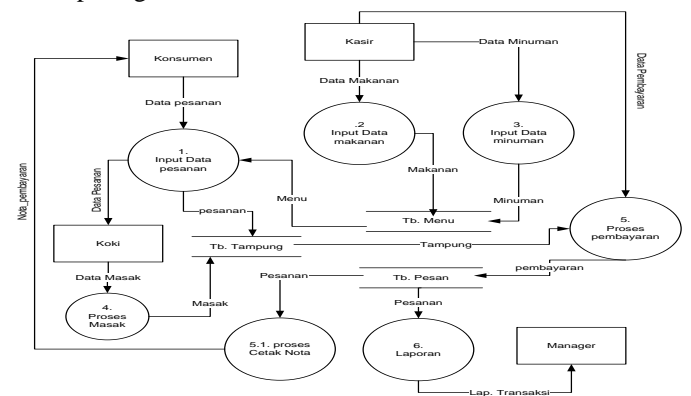 Kasir
Konsumen
Data Minuman
Data Makanan
Data Pembayaran
Data pesanan
.2
Input Data
makanan
3.
Input Data
minuman
1.
Input Data
pesanan
Nota_pembayaran
Data Pesanan
Makanan
Menu
Minuman
pesanan
Tb. Menu
5.
Proses
pembayaran
Koki
Tb. Tampung
Tampung
Data Masak
Pesanan
Tb. Pesan
pembayaran
4.
Proses
Masak
Masak
Pesanan
5.1. proses
Cetak Nota
6.
Laporan
Manager
Lap. Transaksi